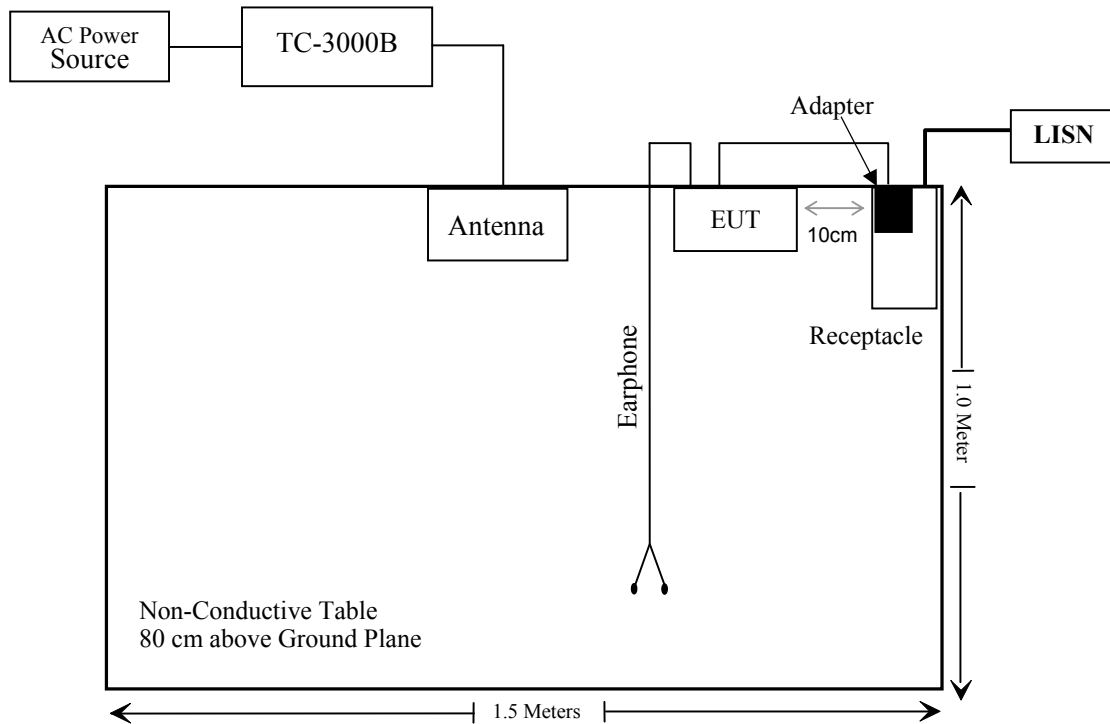 AC Power
Source
TC-3000B
Adapter
LISN
Antenna
EUT
10cm
Receptacle
Earphone
1.0 Meter
Non-Conductive Table
80 cm above Ground Plane
1.5 Meters